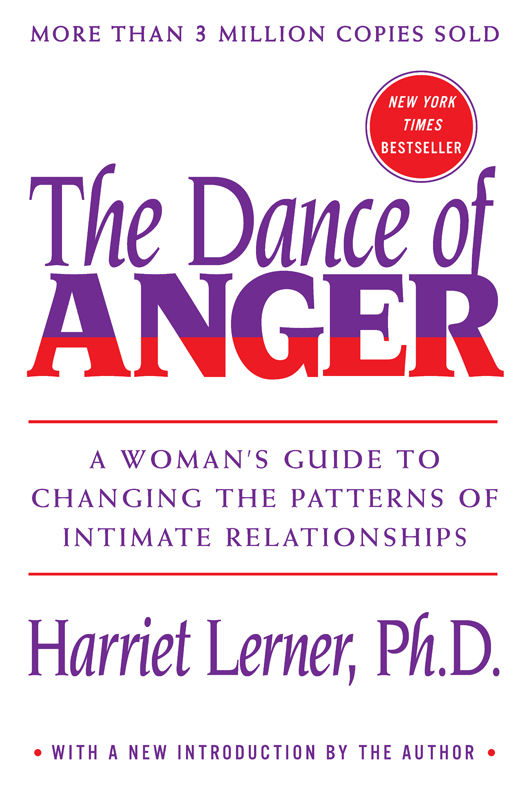 MORE THAN 3 MILLION COPIES SOLD
NEW YORK
TIMES
BESTSELLER
The Dance of
ANGER
A WOMAN'S GUIDE TO
CHANGING THE PATTERNS OF
INTIMATE RELATIONSHIPS
Harriet Lerner, Ph.D.
• WITH A NEW INTRODUCTION BY THE AUTHOR •